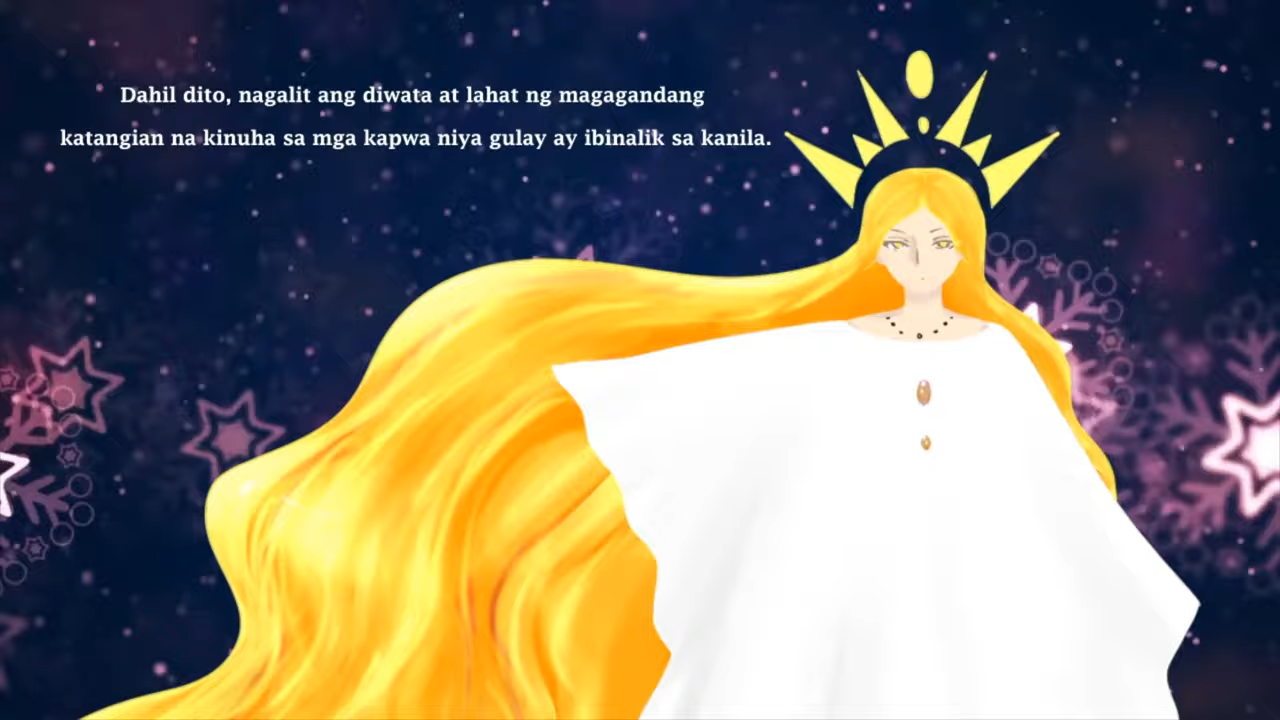 Dahil dito, nagalit ang diwata at lahat ng magagandang
katangian na kinuha sa mga kapwa niya gulay ay ibinalik sa kanila.